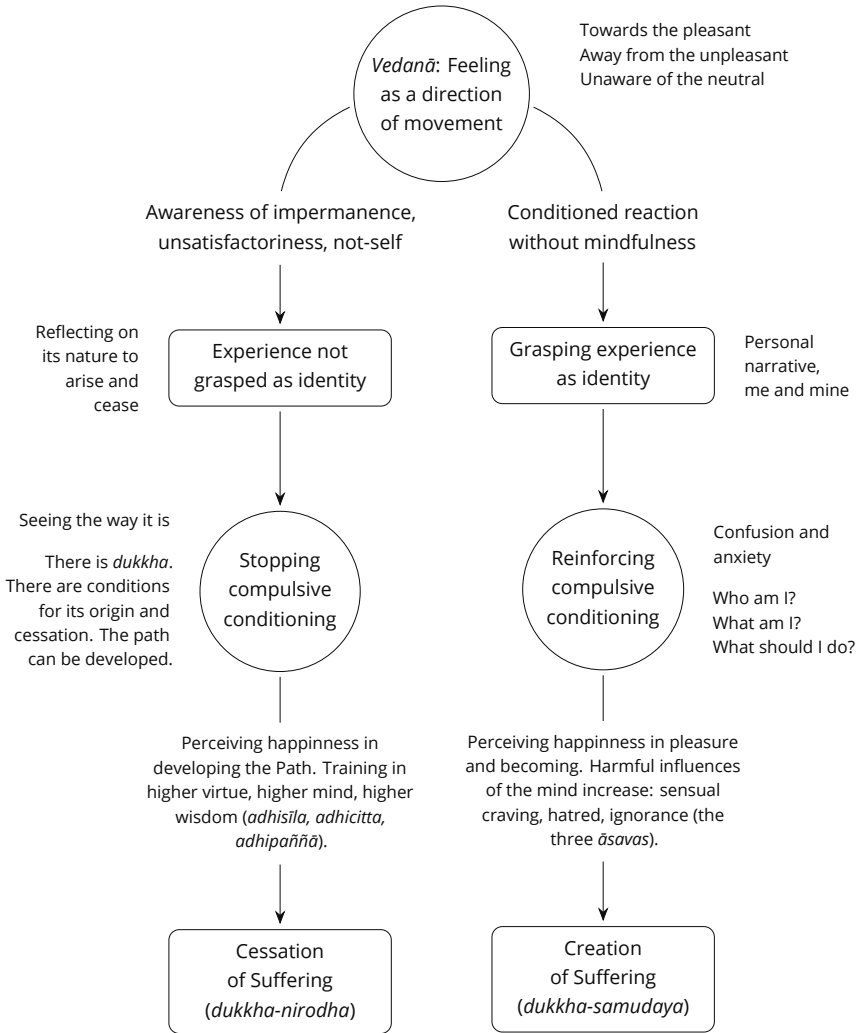 Vedanā: Feeling
as a direction
of movement
Towards the pleasant
Away from the unpleasant
Unaware of the neutral
Awareness of impermanence,
unsatisfactoriness, not-self
Conditioned reaction
without mindfulness
Reflecting on
its nature to
arise and
cease
Experience not
grasped as identity
Grasping experience
as identity
Personal
narrative,
me and mine
Seeing the way it is
There is dukkha.
There are conditions
for its origin and
cessation. The path
can be developed.
Stopping
compulsive
conditioning
Reinforcing
compulsive
conditioning
Confusion and
anxiety
Who am I?
What am I?
What should I do?
Perceiving happinness in
developing the Path. Training in
higher virtue, higher mind, higher
wisdom (adhisīla, adhicitta,
adhipaññā).
Perceiving happinness in pleasure
and becoming. Harmful influences
of the mind increase: sensual
craving, hatred, ignorance (the
three āsavas).
Cessation
of Suffering
(dukkha-nirodha)
Creation
of Suffering
(dukkha-samudaya)